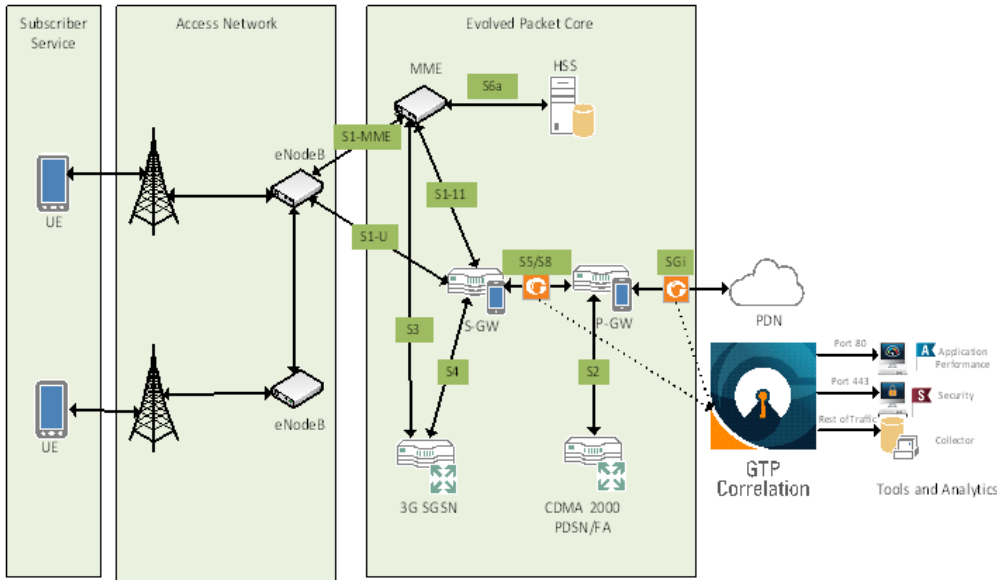 Subscriber
Service
Access Network
Evolved Packet Core
MME
HSS
S6a
S1-MME
eNodeB
S1-11
UE
S1-U
S5/S8
SGi
S-GW
P-GW
PDN
S3
S4
S2
Port 80
A
Application
Performance
Port 443
S
Security
Rest of Traffic
Collector
UE
eNodeB
3G SGSN
CDMA 2000
PDSN/FA
GTP
Correlation
Tools and Analytics